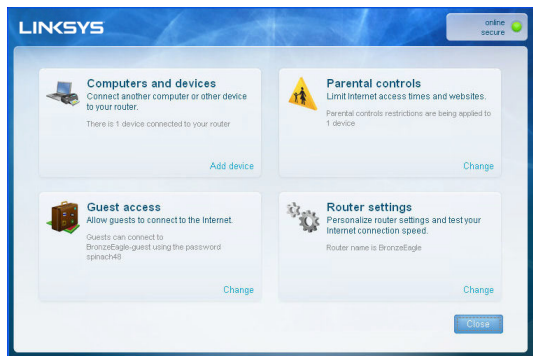 LINKSYS
online
secure
Computers and devices
Connect another computer or other device
to your router.
There is 1 device connected to your router
Add device
Parental controls
Limit Internet access times and websites.
Parental controls restrictions are being applied to
1 device
Change
Guest access
Allow guests to connect to the Internet.
Guests can connect to
BronzeEagle-guest using the password
spinach48
Change
Router settings
Personalize router settings and test your
Internet connection speed.
Router name is BronzeEagle
Change
Close